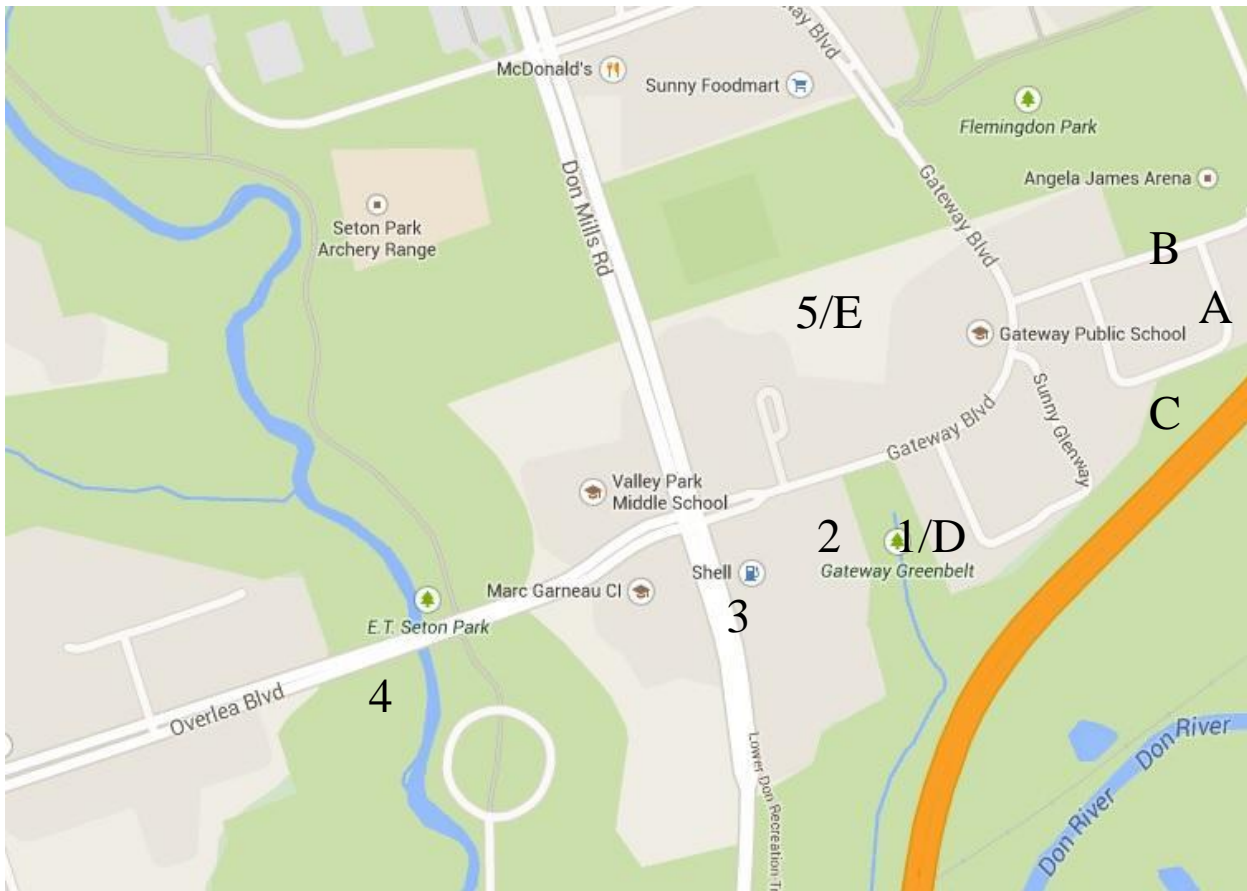 ay Blvd
McDonald's
Sunny Foodmart
Flemingdon Park
Don Mills Rd
Gateway Blvd
Angela James Arena
Seton Park
Archery Range
B
5/E
A
Gateway Public School
Sunny Glenway
Gateway Blvd
C
Valley Park
Middle School
2
1/D
Shell
Gateway Greenbelt
Marc Garneau CI
3
E.T. Seton Park
4
Overlea Blvd
Lower Don Recreation Tr
Don River
Don River